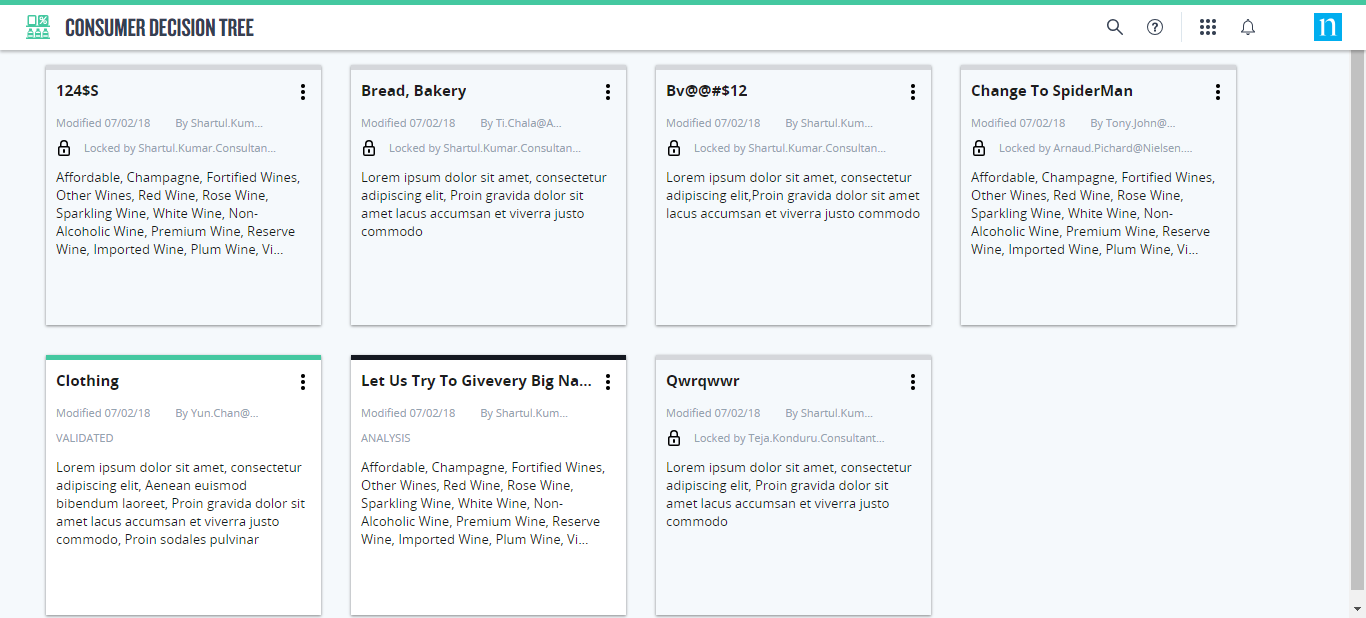 CONSUMER DECISION TREE
n
124$S
Modified 07/02/18 By Shartul.Kum...
Locked by Shartul.Kumar.Consultan...
Affordable, Champagne, Fortified Wines,
Other Wines, Red Wine, Rose Wine,
Sparkling Wine, White Wine, Non-
Alcoholic Wine, Premium Wine, Reserve
Wine, Imported Wine, Plum Wine, Vi...
Bread, Bakery
Modified 07/02/18 By Ti.Chala@A...
Locked by Shartul.Kumar.Consultan...
Lorem ipsum dolor sit amet, consectetur
adipiscing elit, Proin gravida dolor sit
amet lacus accumsan et viverra justo
commodo
Bv@@#$12
Modified 07/02/18 By Shartul.Kum...
Locked by Shartul.Kumar.Consultan...
Lorem ipsum dolor sit amet, consectetur
adipiscing elit,Proin gravida dolor sit amet
lacus accumsan et viverra justo commodo
Change To SpiderMan
Modified 07/02/18 By Tony.John@...
Locked by Arnaud.Pichard@Nielsen....
Affordable, Champagne, Fortified Wines,
Other Wines, Red Wine, Rose Wine,
Sparkling Wine, White Wine, Non-
Alcoholic Wine, Premium Wine, Reserve
Wine, Imported Wine, Plum Wine, Vi...
Clothing
Modified 07/02/18 By Yun.Chan@...
VALIDATED
Lorem ipsum dolor sit amet, consectetur
adipiscing elit, Aenean euismod
bibendum laoreet, Proin gravida dolor sit
amet lacus accumsan et viverra justo
commodo, Proin sodales pulvinar
Let Us Try To Givevery Big Na...
Modified 07/02/18 By Shartul.Kum...
ANALYSIS
Affordable, Champagne, Fortified Wines,
Other Wines, Red Wine, Rose Wine,
Sparkling Wine, White Wine, Non-
Alcoholic Wine, Premium Wine, Reserve
Wine, Imported Wine, Plum Wine, Vi...
Qwrqwwr
Modified 07/02/18 By Shartul.Kum...
Locked by Teja.Konduru.Consultant...
Lorem ipsum dolor sit amet, consectetur
adipiscing elit, Proin gravida dolor sit
amet lacus accumsan et viverra justo
commodo